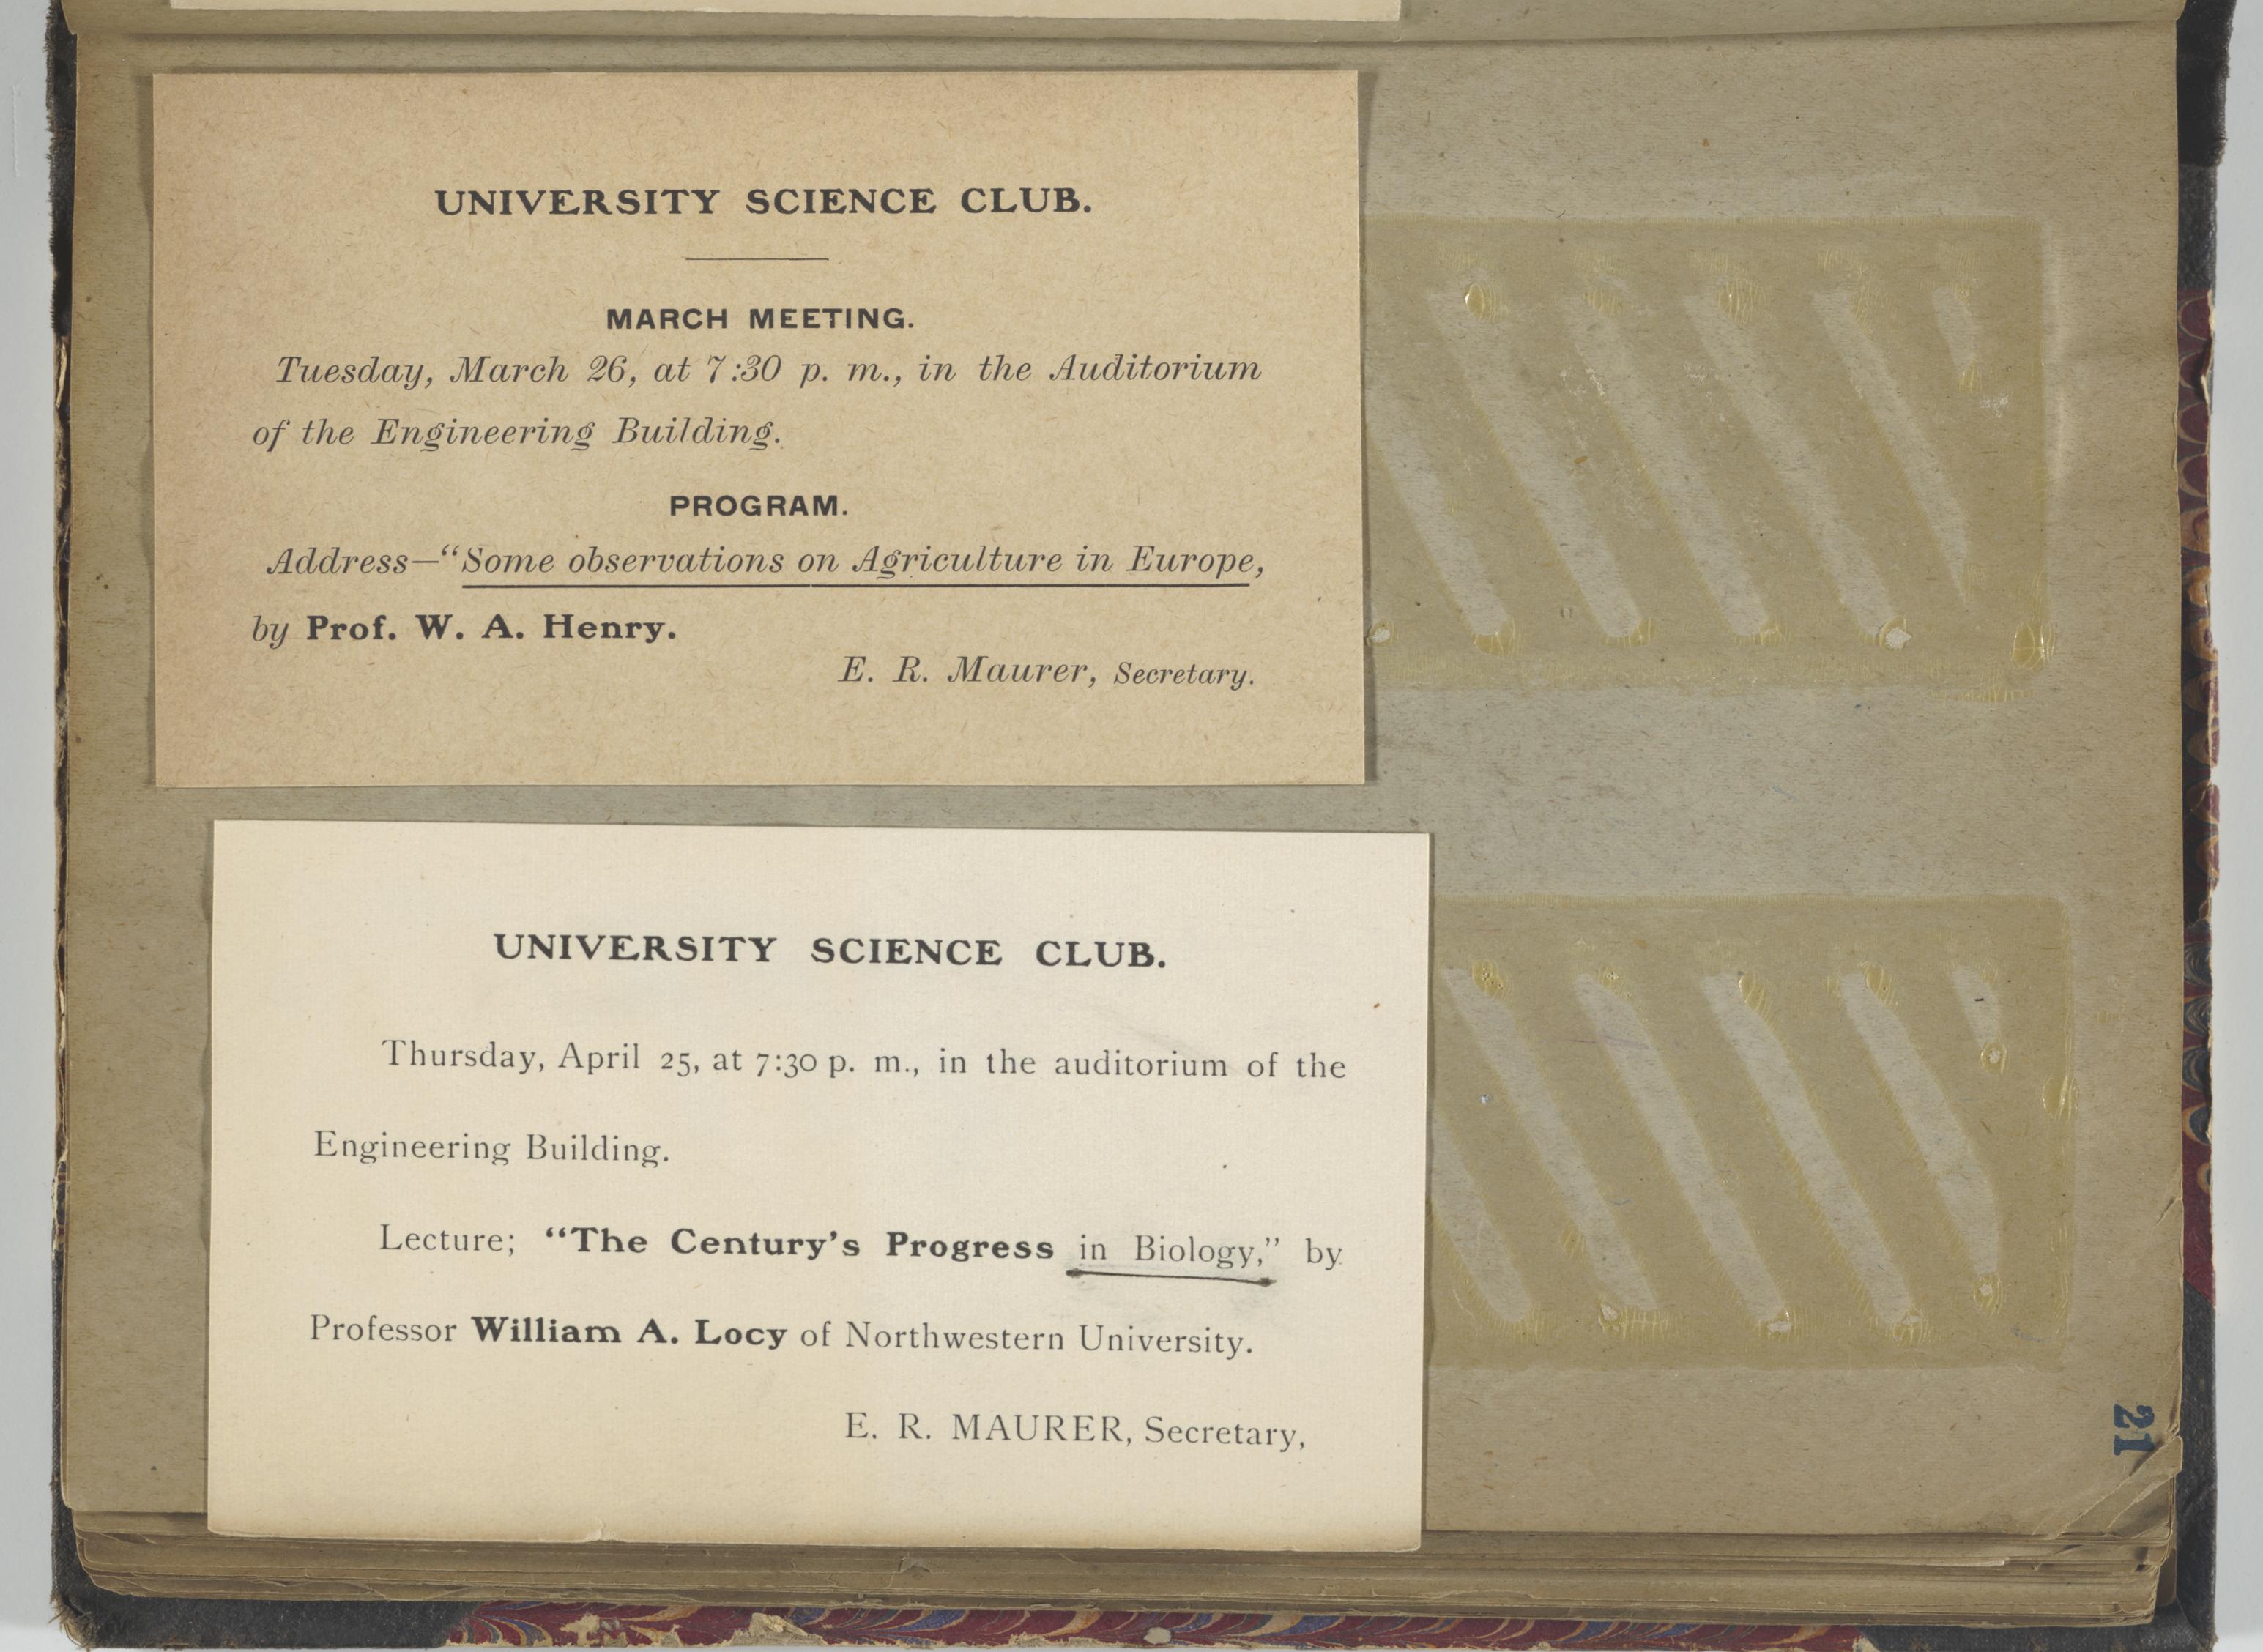 UNIVERSITY SCIENCE CLUB.
MARCH MEETING.
Tuesday, March 26, at 7:30 p. m., in the Auditorium
of the Engineering Building.
PROGRAM.
Address—“Some observations on Agriculture in Europe,
by Prof. W. A. Henry.
E. R. Maurer, Secretary.
UNIVERSITY SCIENCE CLUB.
Thursday, April 25, at 7:30 p. m., in the auditorium of the
Engineering Building.
Lecture; “The Century’s Progress in Biology,” by
Professor William A. Locy of Northwestern University.
E. R. MAURER, Secretary,
21